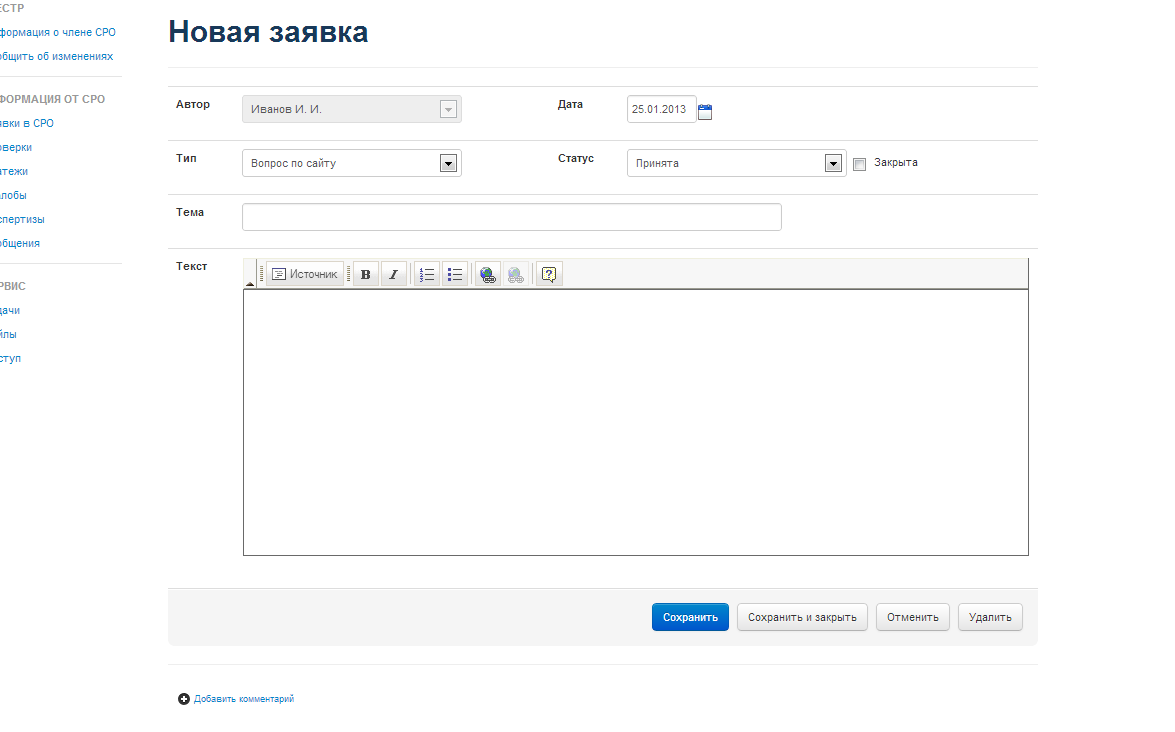 ЕСТР
формация о члене СРО
общить об изменениях
ФОРМАЦИЯ ОТ СРО
явки в СРО
оверки
атежи
алобы
спертизы
общения
РВИС
дачи
йлы
ступ
Новая заявка
Автор Иванов И. И. Дата 25.01.2013
Тип Вопрос по сайту Статус Принята Закрыта
Тема
Текст Источник B I
Сохранить Сохранить и закрыть Отменить Удалить
Добавить комментарий